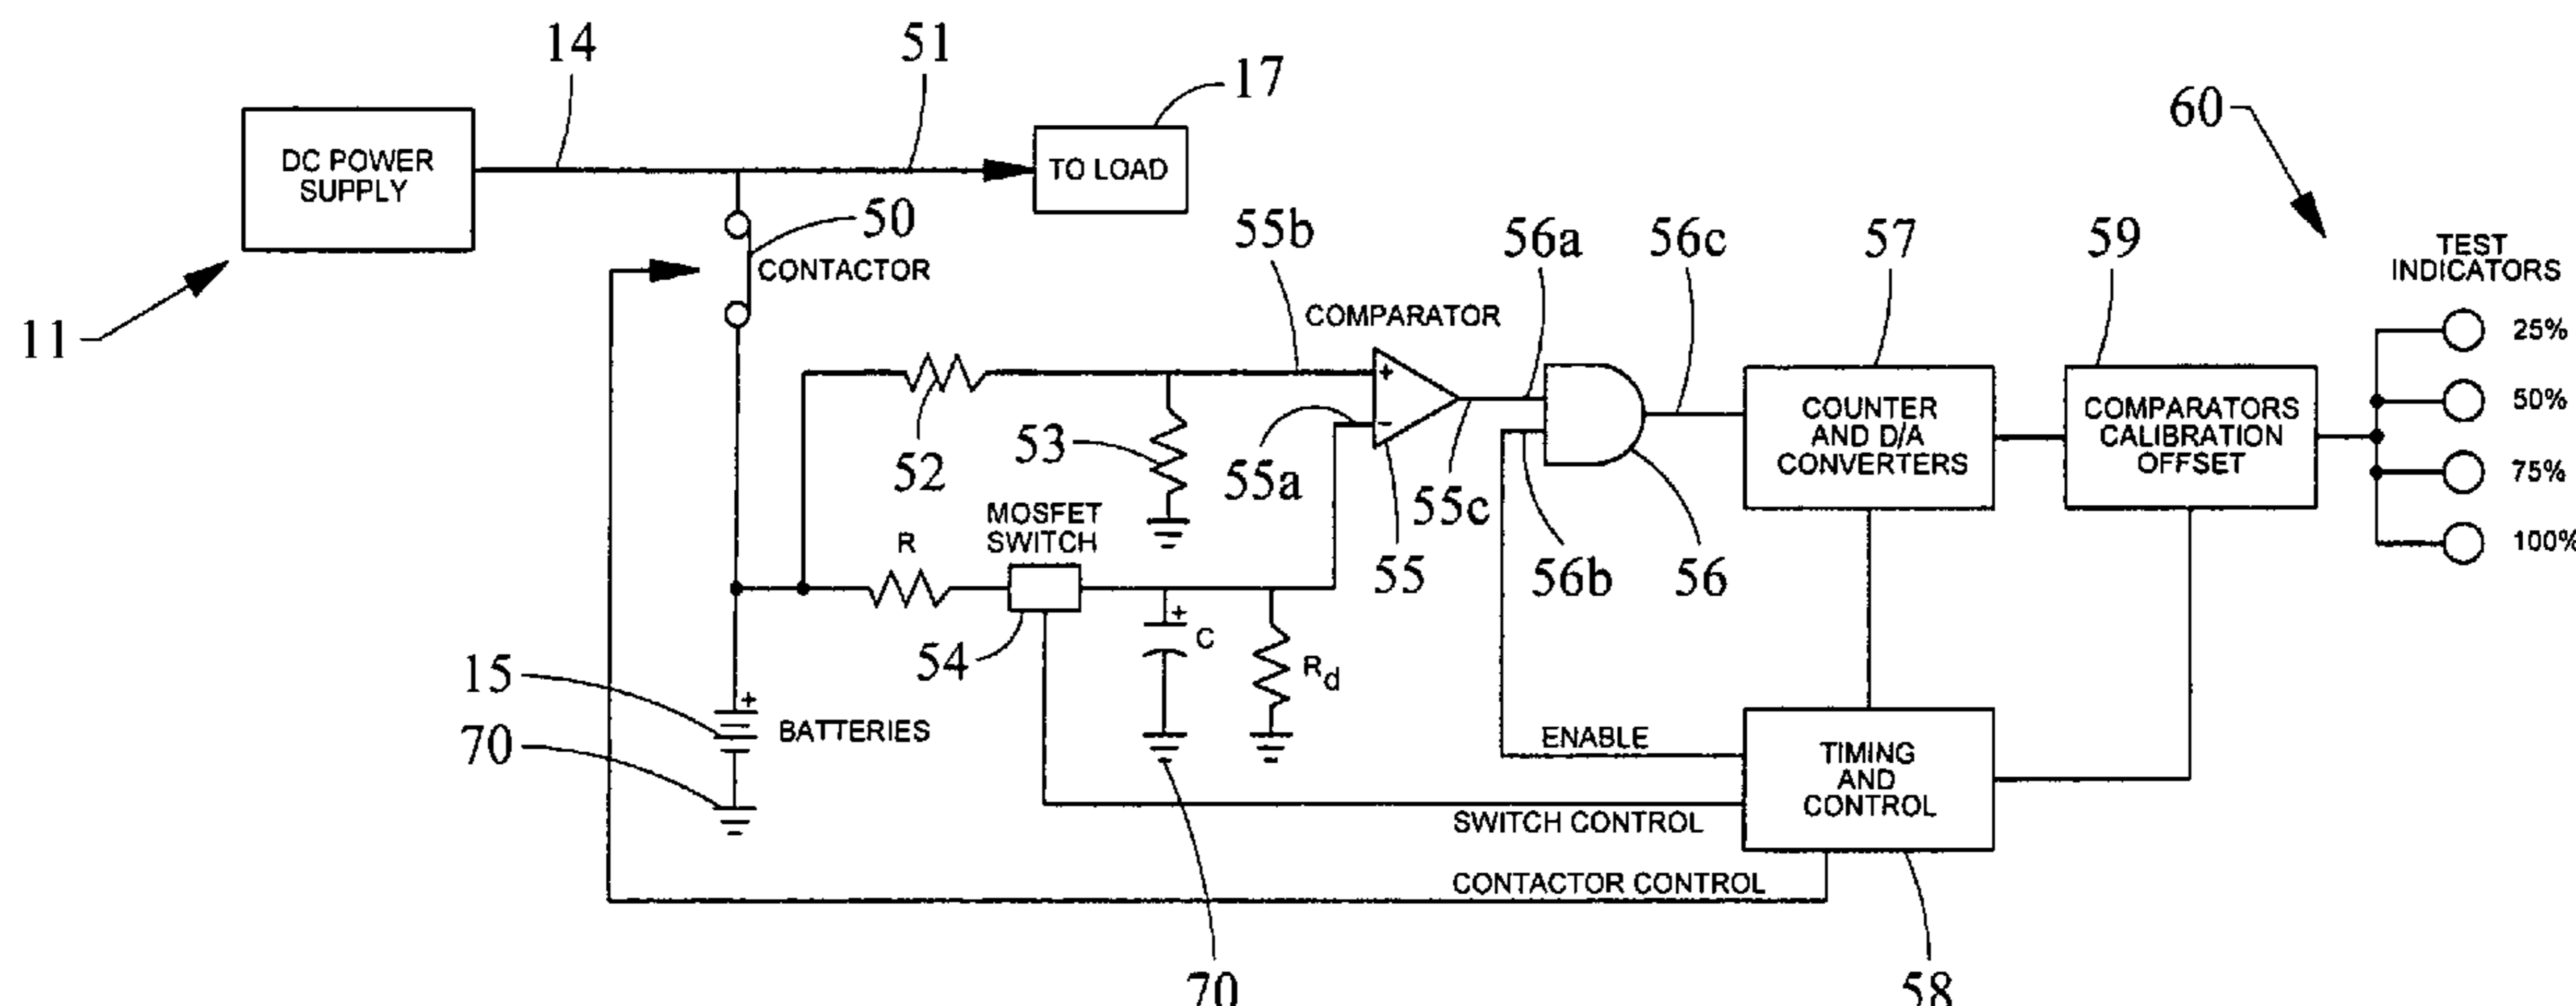 14
51
17
60
DC POWER
SUPPLY
TO LOAD
11
50
CONTACTOR
55b
56a
56c
57
59
TEST
INDICATORS
COMPARATOR
25%
50%
75%
100%
+
-
52
53
55a
55c
55
56b
56
COUNTER
AND D/A
CONVERTERS
COMPARATORS
CALIBRATION
OFFSET
R
MOSFET
SWITCH
54
+
C
Rd
15
+
BATTERIES
70
ENABLE
TIMING
AND
CONTROL
SWITCH CONTROL
CONTACTOR CONTROL
70
58